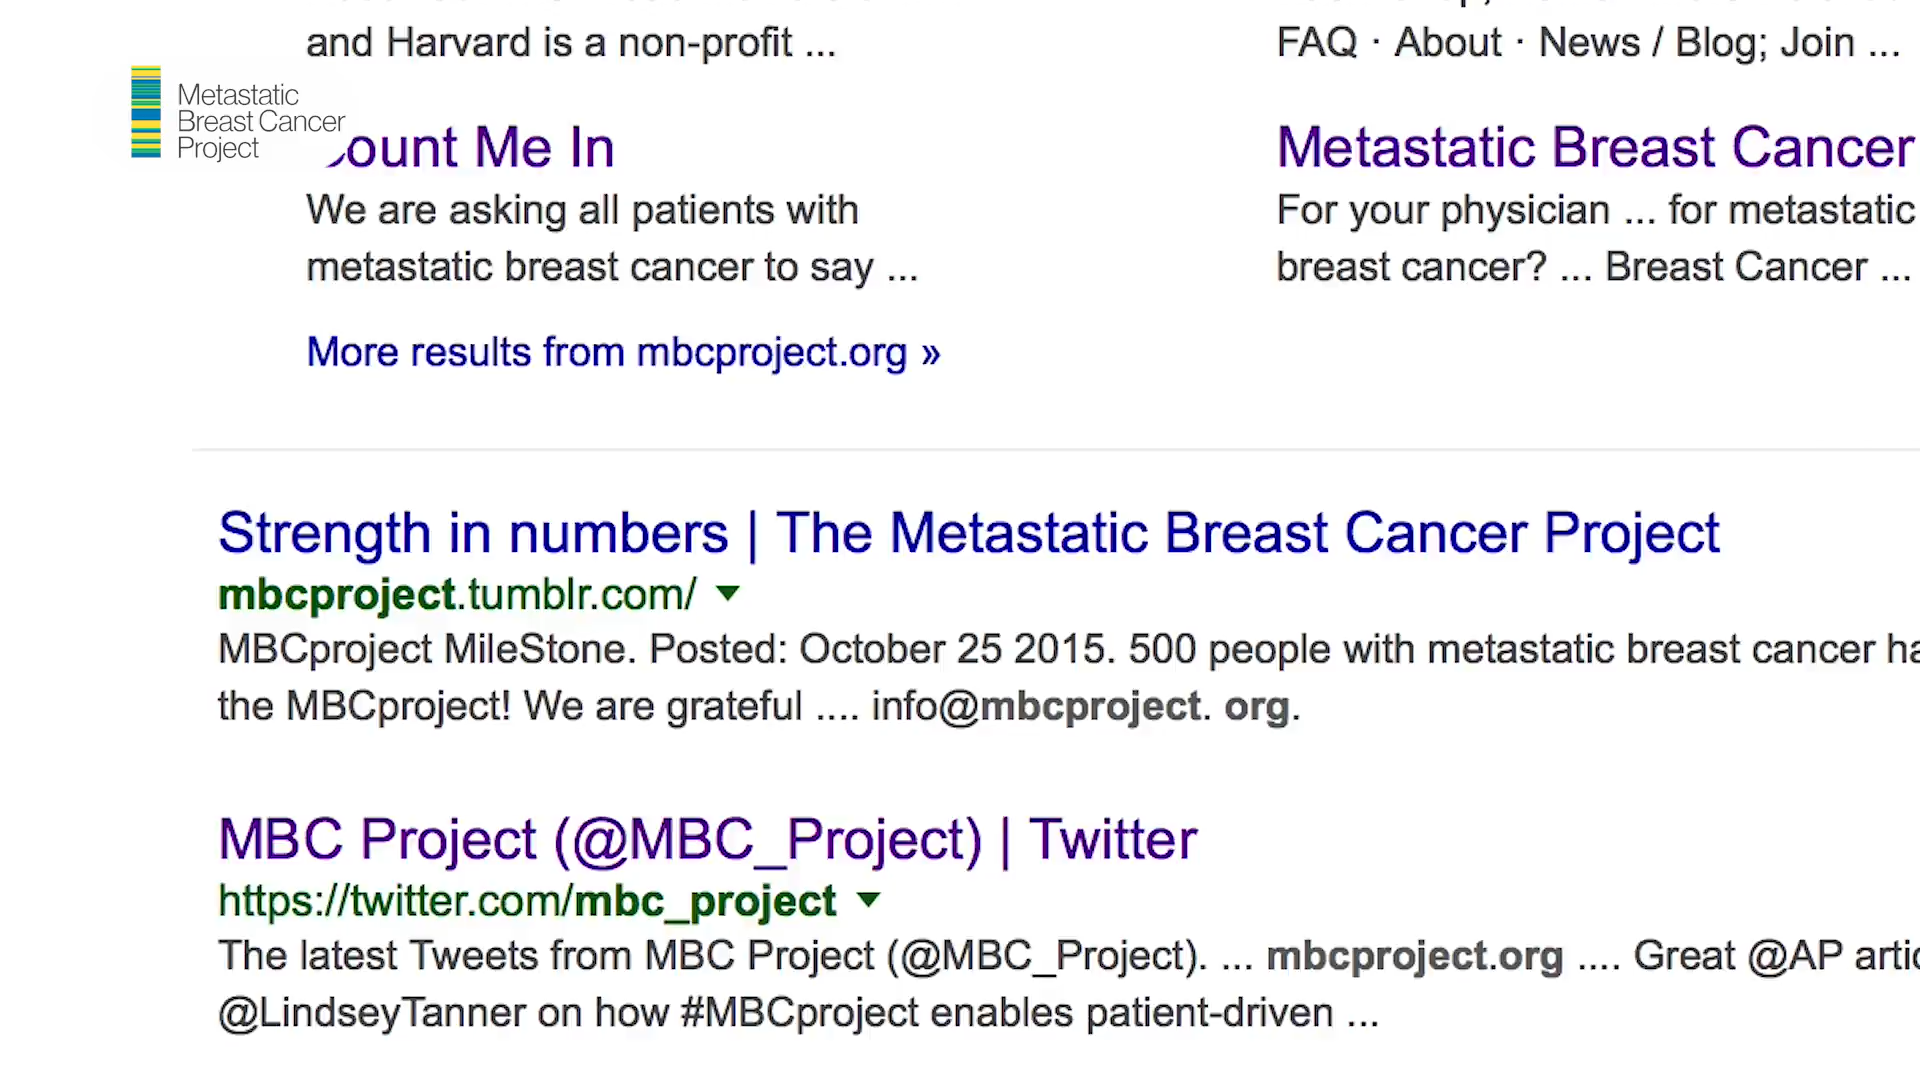 and Harvard is a non-profit ...
FAQ · About · News / Blog; Join ...
Metastatic
Breast Cancer
Project
ount Me In
We are asking all patients with
metastatic breast cancer to say ...
More results from mbcproject.org »
Metastatic Breast Cancer
For your physician ... for metastatic
breast cancer? ... Breast Cancer ...
Strength in numbers | The Metastatic Breast Cancer Project
mbcproject.tumblr.com/
MBCproject MileStone. Posted: October 25 2015. 500 people with metastatic breast cancer ha
the MBCproject! We are grateful .... info@mbcproject. org.
MBC Project (@MBC_Project) | Twitter
https://twitter.com/mbc_project
The latest Tweets from MBC Project (@MBC_Project). ... mbcproject.org .... Great @AP artic
@LindseyTanner on how #MBCproject enables patient-driven ...